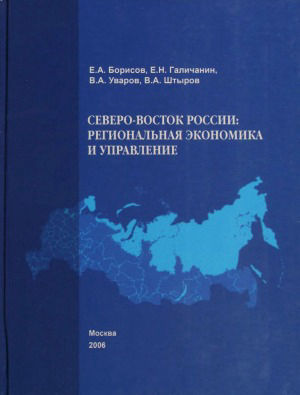 Е.А. Борисов, Е.Н. Галичанин,
В.А. Уваров, В.А. Штыров
СЕВЕРО-ВОСТОК РОССИИ:
РЕГИОНАЛЬНАЯ ЭКОНОМИКА
И УПРАВЛЕНИЕ
Москва
2006